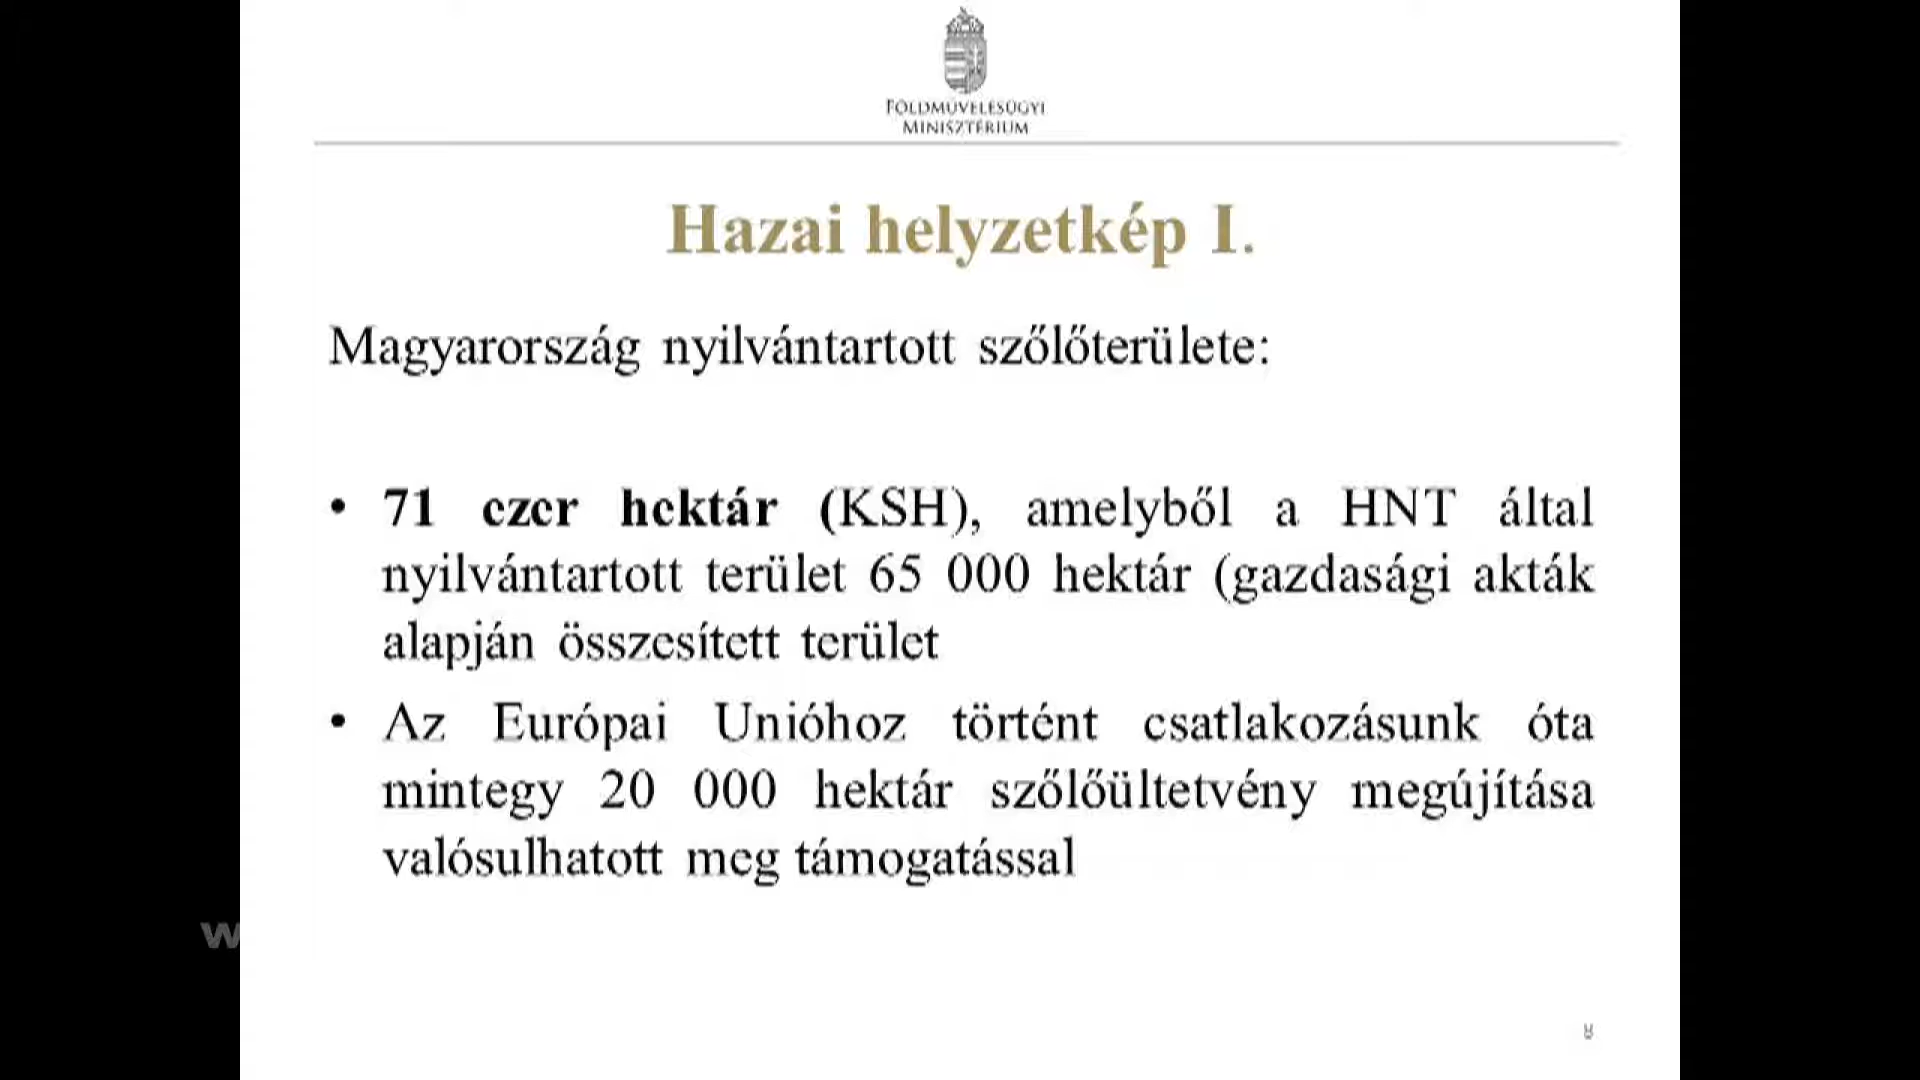 FÖLDMŰVELÉSÜGYI
MINISZTÉRIUM
Hazai helyzetkép I.
Magyarország nyilvántartott szőlőterülete:
• 71 ezer hektár (KSH), amelyből a HNT által
nyilvántartott terület 65 000 hektár (gazdasági akták
alapján összesített terület
• Az Európai Unióhoz történt csatlakozásunk óta
mintegy 20 000 hektár szőlőültetvény megújítása
valósulhatott meg támogatással
8